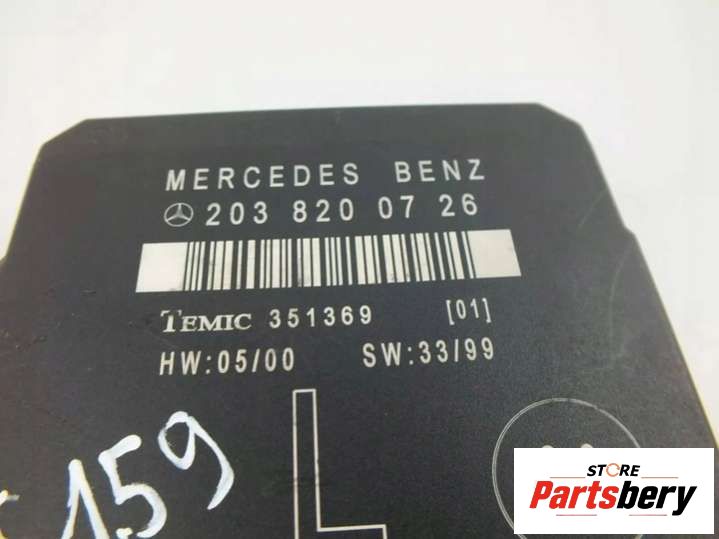 MERCEDES BENZ
203 820 07 26
TEMIC 351369 [01]
HW:05/00 SW:33/99
L
159
STORE
Partsbery